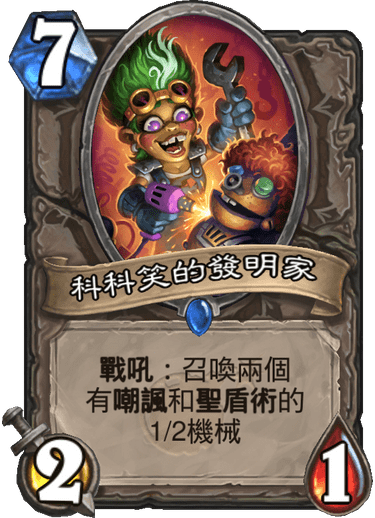 7
科科笑的發明家
戰吼：召喚兩個
有嘲諷和聖盾術的
1/2機械
2
1